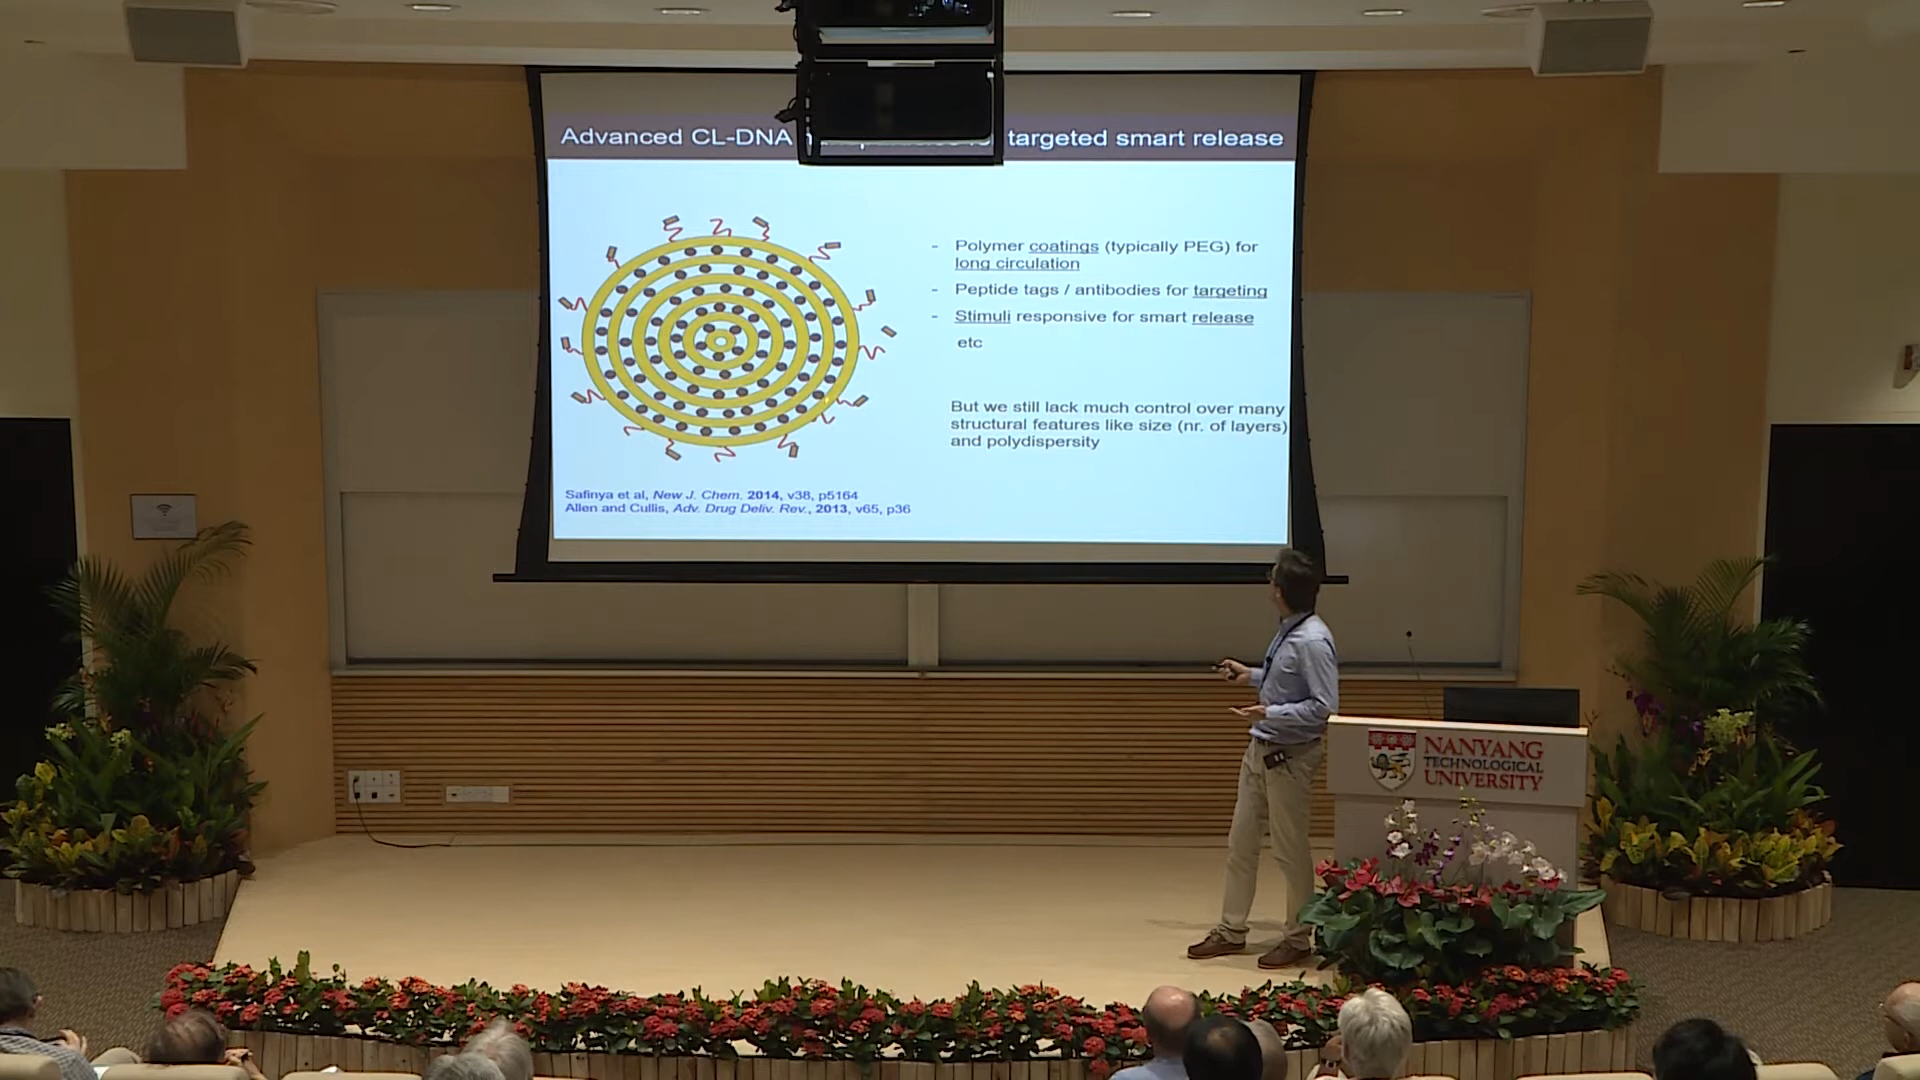 Advanced CL-DNA targeted smart release
- Polymer coatings (typically PEG) for
long circulation
- Peptide tags / antibodies for targeting
- Stimuli responsive for smart release
etc
But we still lack much control over many
structural features like size (nr. of layers)
and polydispersity
Safinya et al, New J. Chem. 2014, v38, p5164
Allen and Cullis, Adv. Drug Deliv. Rev., 2013, v65, p36
NANYANG
TECHNOLOGICAL
UNIVERSITY